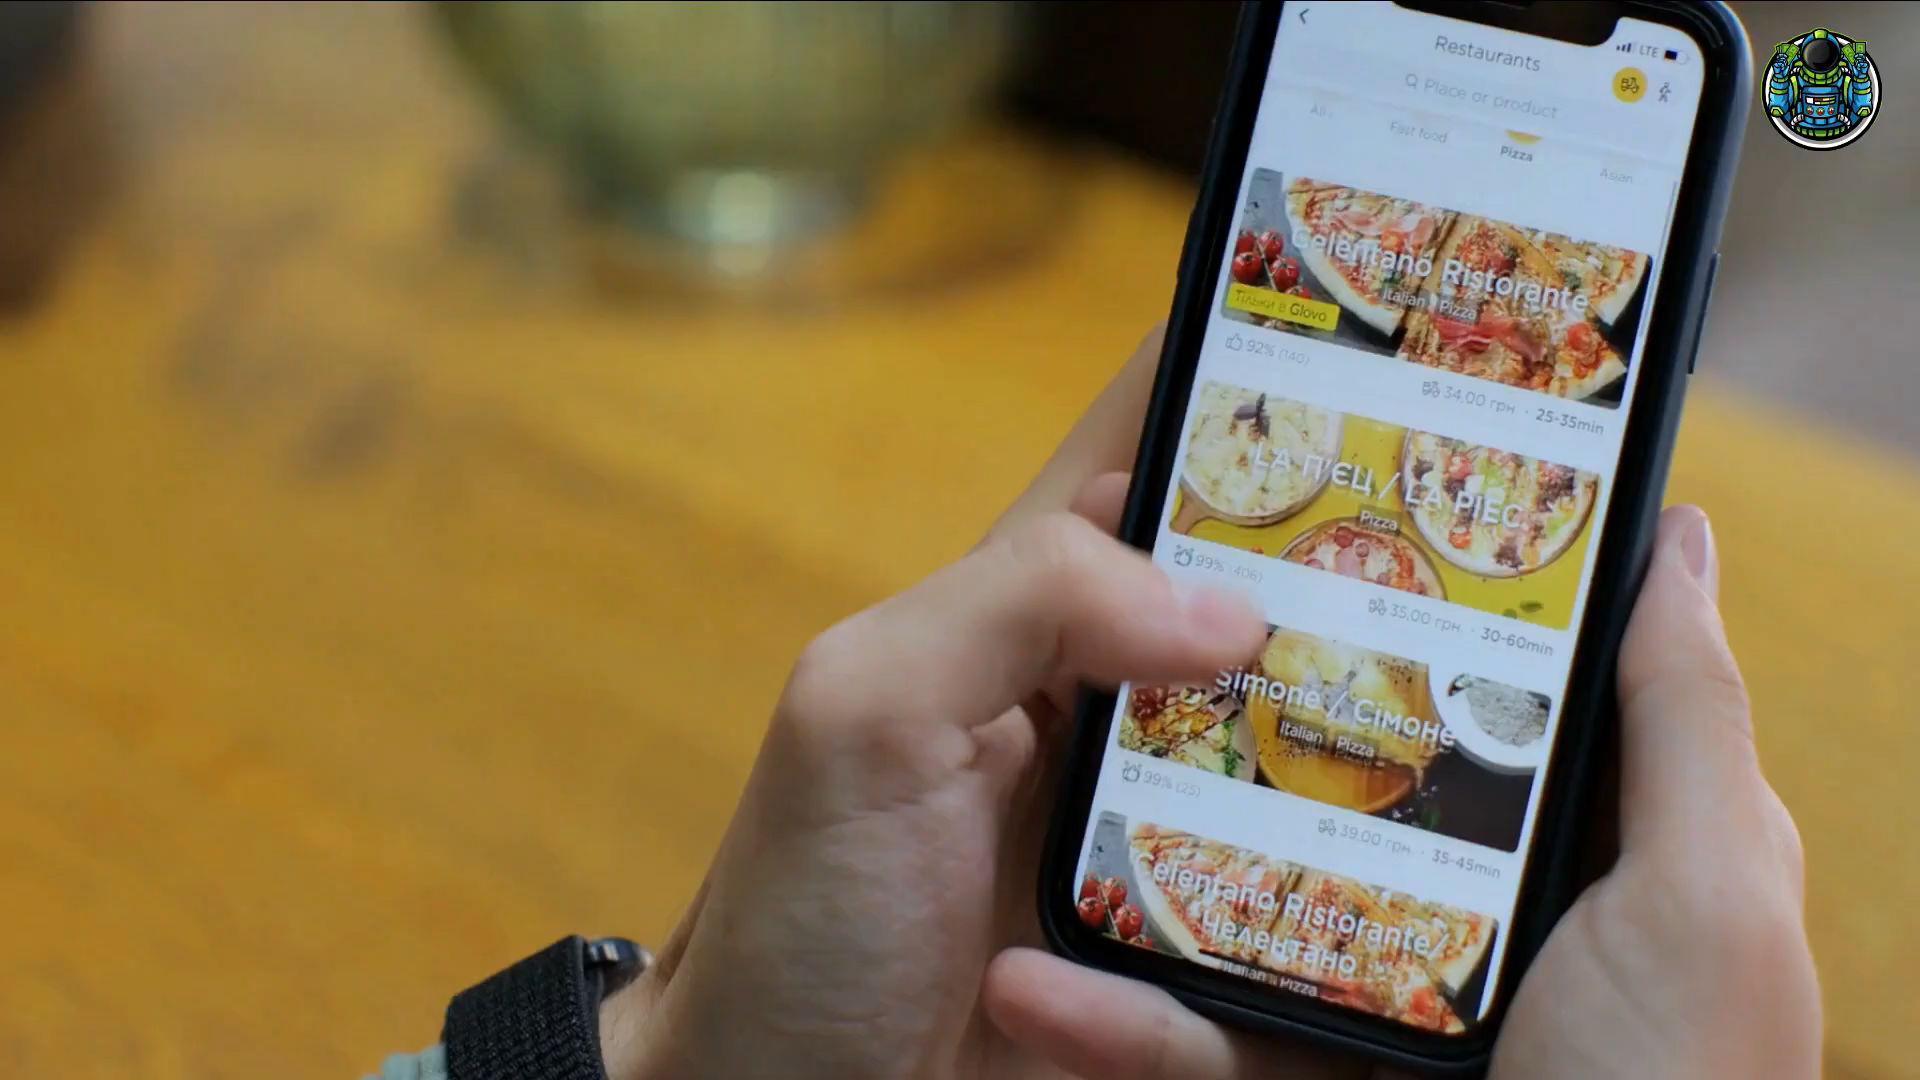 LTE
Restaurants
Place or product
All
Fast food
Pizza
Asian
Celentano Ristorante
Italian Pizza
Тільки в Glovo
92% (140)
34,00 грн. · 25-35min
LA П'ЄЦ / LA PIEC
Pizza
99% (406)
35,00 грн. · 30-60min
Simone / Сімоне
Italian Pizza
99% (25)
39,00 грн. · 35-45min
Celentano Ristorante/
Челентано
Italian Pizza